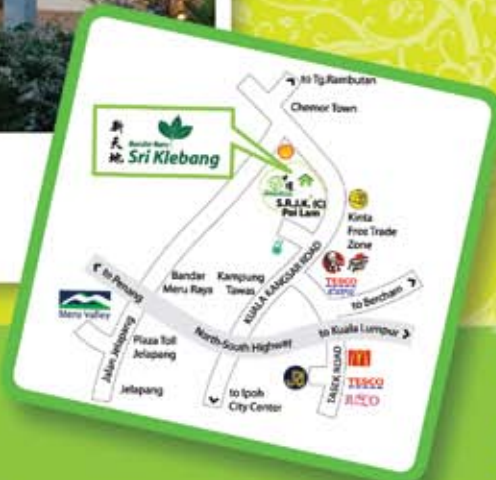 to Tg.Rambutan
Chemor Town
新天地
Bandar Baru
Sri Klebang
S.R.J.K. (C)
Poi Lam
Kinta
Free Trade
Zone
KUALA KANGSAR ROAD
TESCO
Bandar
Meru Raya
Kampung
Tawas
to Bercham
to Penang
Meru Valley
North-South Highway
to Kuala Lumpur
Jalan Jelapang
Plaza Toll
Jelapang
Jelapang
to Ipoh
City Center
TASEK ROAD
TESCO
JUSCO